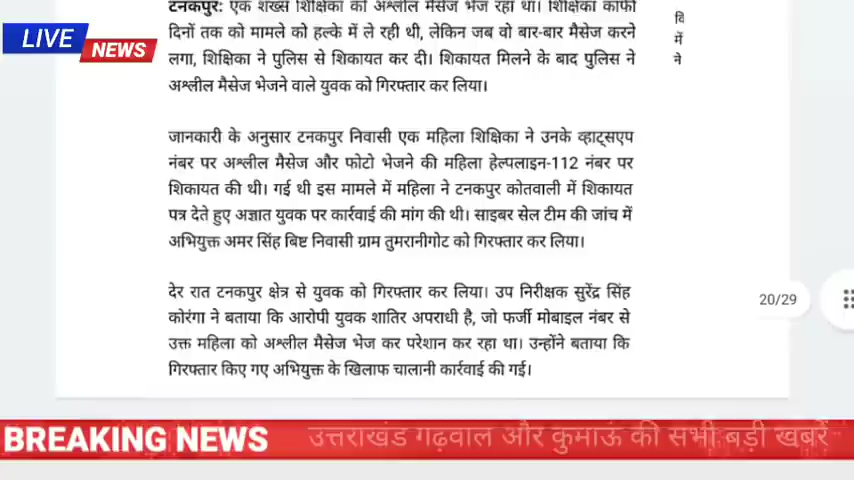 टनकपुर: एक शख्स शिक्षिका को अश्लील मैसेज भेज रहा था। शिक्षिका काफी
दिनों तक को मामले को हल्के में ले रही थी, लेकिन जब वो बार-बार मैसेज करने
लगा, शिक्षिका ने पुलिस से शिकायत कर दी। शिकायत मिलने के बाद पुलिस ने
अश्लील मैसेज भेजने वाले युवक को गिरफ्तार कर लिया।
LIVE
NEWS
में
ने
जानकारी के अनुसार टनकपुर निवासी एक महिला शिक्षिका ने उनके व्हाट्सएप
नंबर पर अश्लील मैसेज और फोटो भेजने की महिला हेल्पलाइन-112 नंबर पर
शिकायत की थी। गई थी इस मामले में महिला ने टनकपुर कोतवाली में शिकायत
पत्र देते हुए अज्ञात युवक पर कार्रवाई की मांग की थी। साइबर सेल टीम की जांच में
अभियुक्त अमर सिंह बिष्ट निवासी ग्राम तुमरानीगोट को गिरफ्तार कर लिया।
देर रात टनकपुर क्षेत्र से युवक को गिरफ्तार कर लिया। उप निरीक्षक सुरेंद्र सिंह
कोरंगा ने बताया कि आरोपी युवक शातिर अपराधी है, जो फर्जी मोबाइल नंबर से
उक्त महिला को अश्लील मैसेज भेज कर परेशान कर रहा था। उन्होंने बताया कि
गिरफ्तार किए गए अभियुक्त के खिलाफ चालानी कार्रवाई की गई।
20/29
BREAKING NEWS
उत्तराखंड गढ़वाल और कुमाऊं की सभी बड़ी खबरें